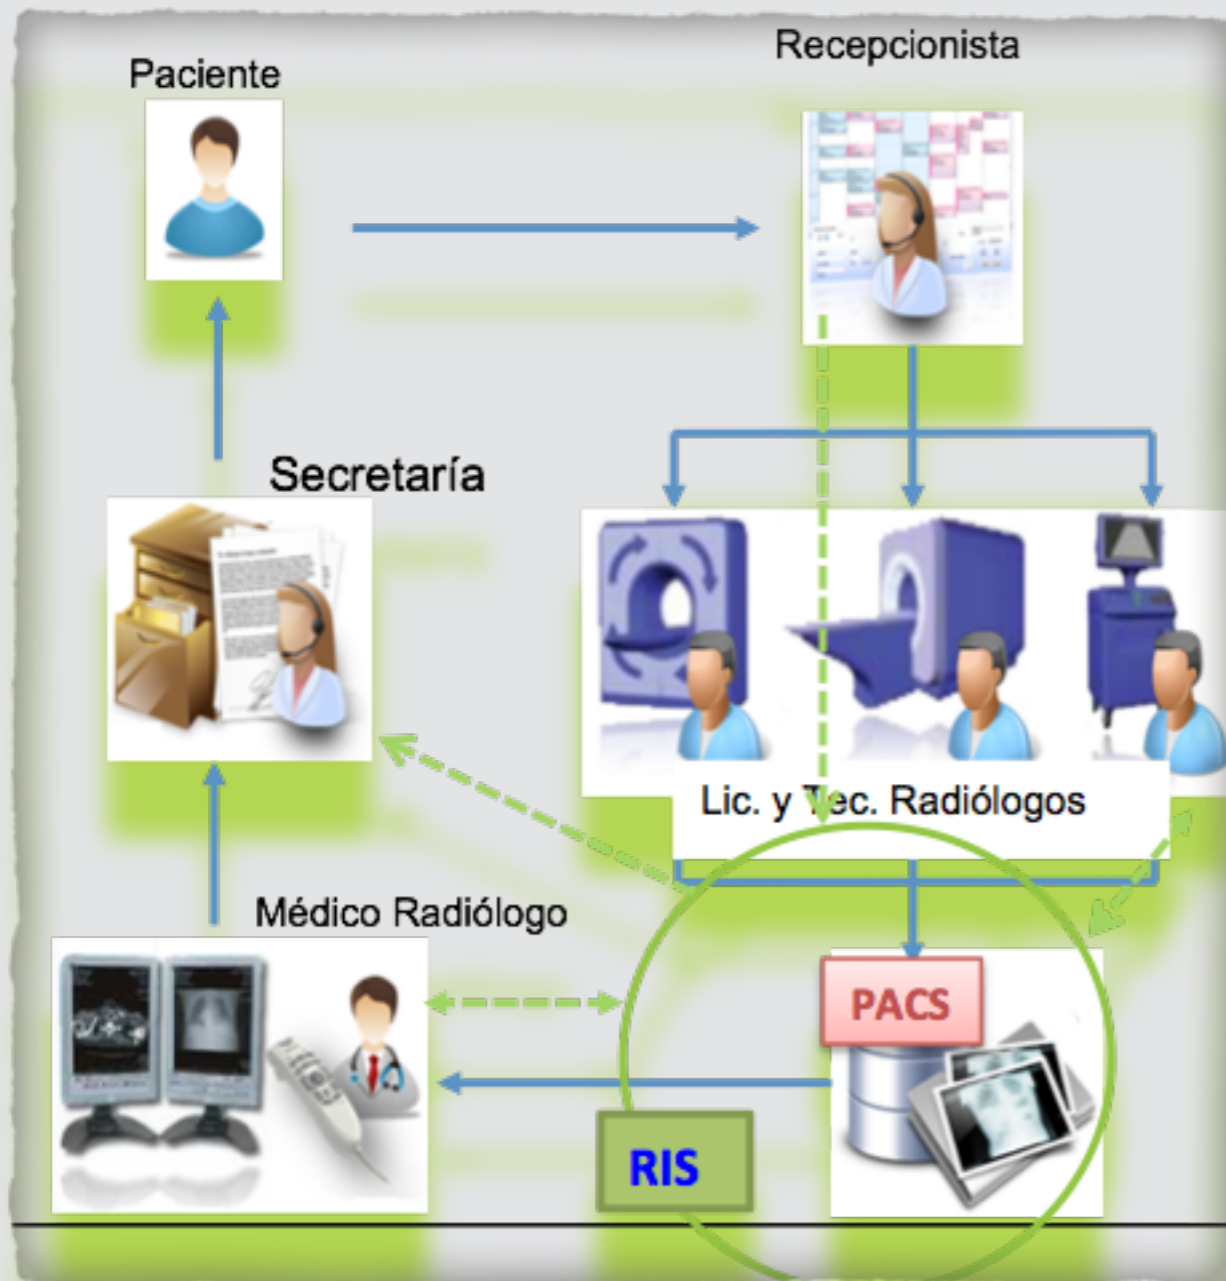 Paciente
Recepcionista
Secretaría
Lic. y Tec. Radiólogos
Médico Radiólogo
PACS
RIS